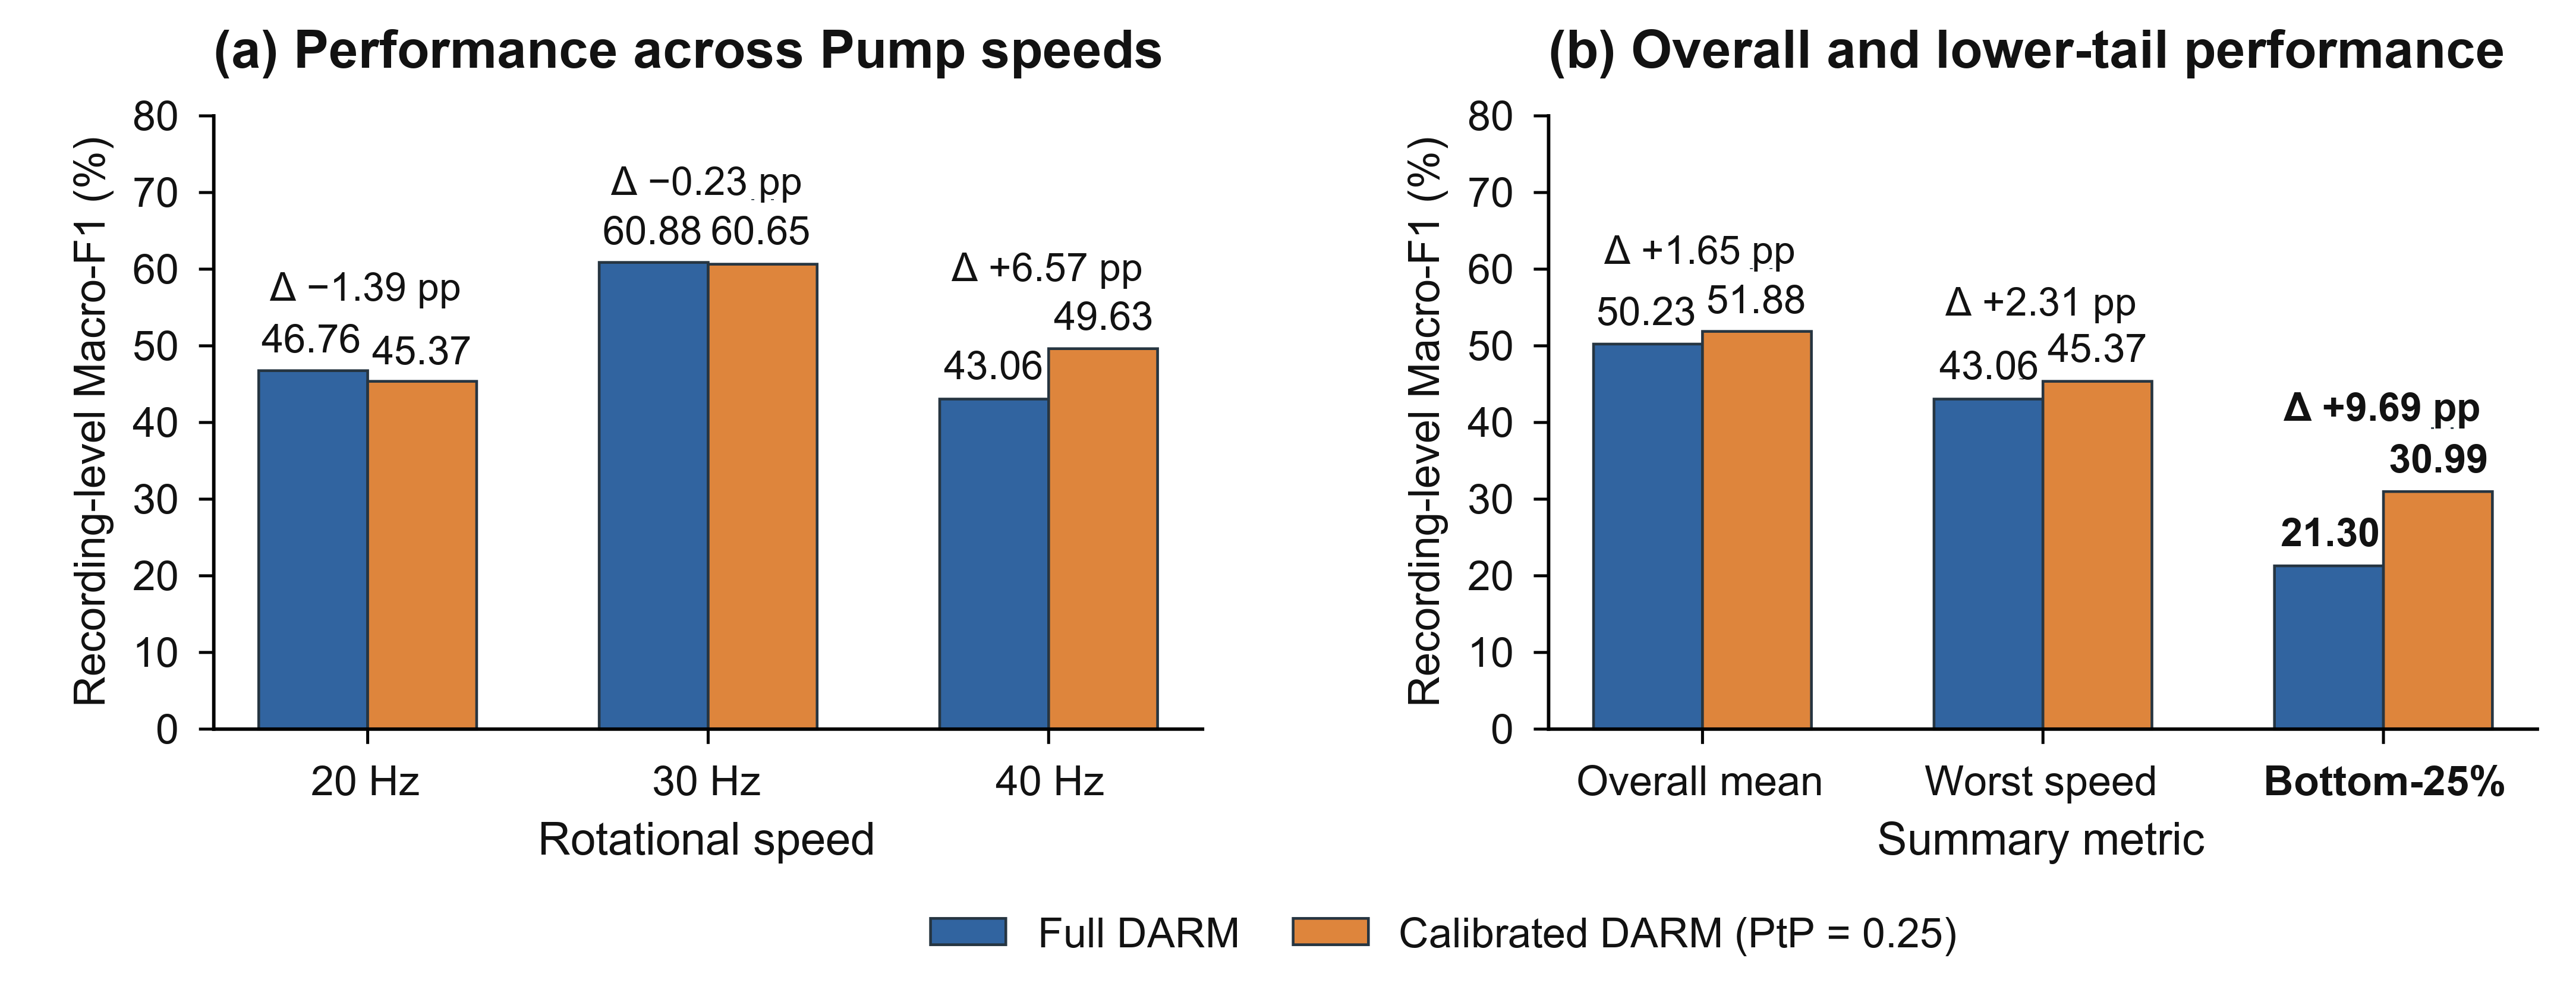 (a) Performance across Pump speeds
Recording-level Macro-F1 (%)
80
70
60
50
40
30
20
10
0
Δ −1.39 pp
46.76
45.37
Δ −0.23 pp
60.88
60.65
Δ +6.57 pp
43.06
49.63
20 Hz
30 Hz
40 Hz
Rotational speed
(b) Overall and lower-tail performance
Recording-level Macro-F1 (%)
80
70
60
50
40
30
20
10
0
Δ +1.65 pp
50.23
51.88
Δ +2.31 pp
43.06
45.37
Δ +9.69 pp
21.30
30.99
Overall mean
Worst speed
Bottom-25%
Summary metric
Full DARM
Calibrated DARM (PtP = 0.25)